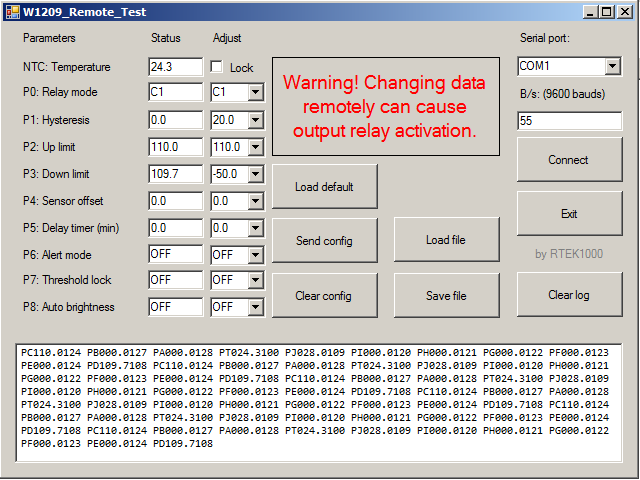 W1209_Remote_Test
Parameters Status Adjust Serial port:
NTC: Temperature 24.3 Lock COM1
P0: Relay mode C1 C1 B/s: (9600 bauds)
P1: Hysteresis 0.0 20.0 55
P2: Up limit 110.0 110.0
P3: Down limit 109.7 -50.0
P4: Sensor offset 0.0 0.0
P5: Delay timer (min) 0.0 0.0
P6: Alert mode OFF OFF
P7: Threshold lock OFF OFF
P8: Auto brightness OFF OFF
Warning! Changing data
remotely can cause
output relay activation.
Load default
Send config Load file
Clear config Save file
Connect
Exit
by RTEK1000
Clear log
PC110.0124 PB000.0127 PA000.0128 PT024.3100 PJ028.0109 PI000.0120 PH000.0121 PG000.0122 PF000.0123
PE000.0124 PD109.7108 PC110.0124 PB000.0127 PA000.0128 PT024.3100 PJ028.0109 PI000.0120 PH000.0121
PG000.0122 PF000.0123 PE000.0124 PD109.7108 PC110.0124 PB000.0127 PA000.0128 PT024.3100 PJ028.0109
PI000.0120 PH000.0121 PG000.0122 PF000.0123 PE000.0124 PD109.7108 PC110.0124 PB000.0127 PA000.0128
PT024.3100 PJ028.0109 PI000.0120 PH000.0121 PG000.0122 PF000.0123 PE000.0124 PD109.7108 PC110.0124
PB000.0127 PA000.0128 PT024.3100 PJ028.0109 PI000.0120 PH000.0121 PG000.0122 PF000.0123 PE000.0124
PD109.7108 PC110.0124 PB000.0127 PA000.0128 PT024.3100 PJ028.0109 PI000.0120 PH000.0121 PG000.0122
PF000.0123 PE000.0124 PD109.7108